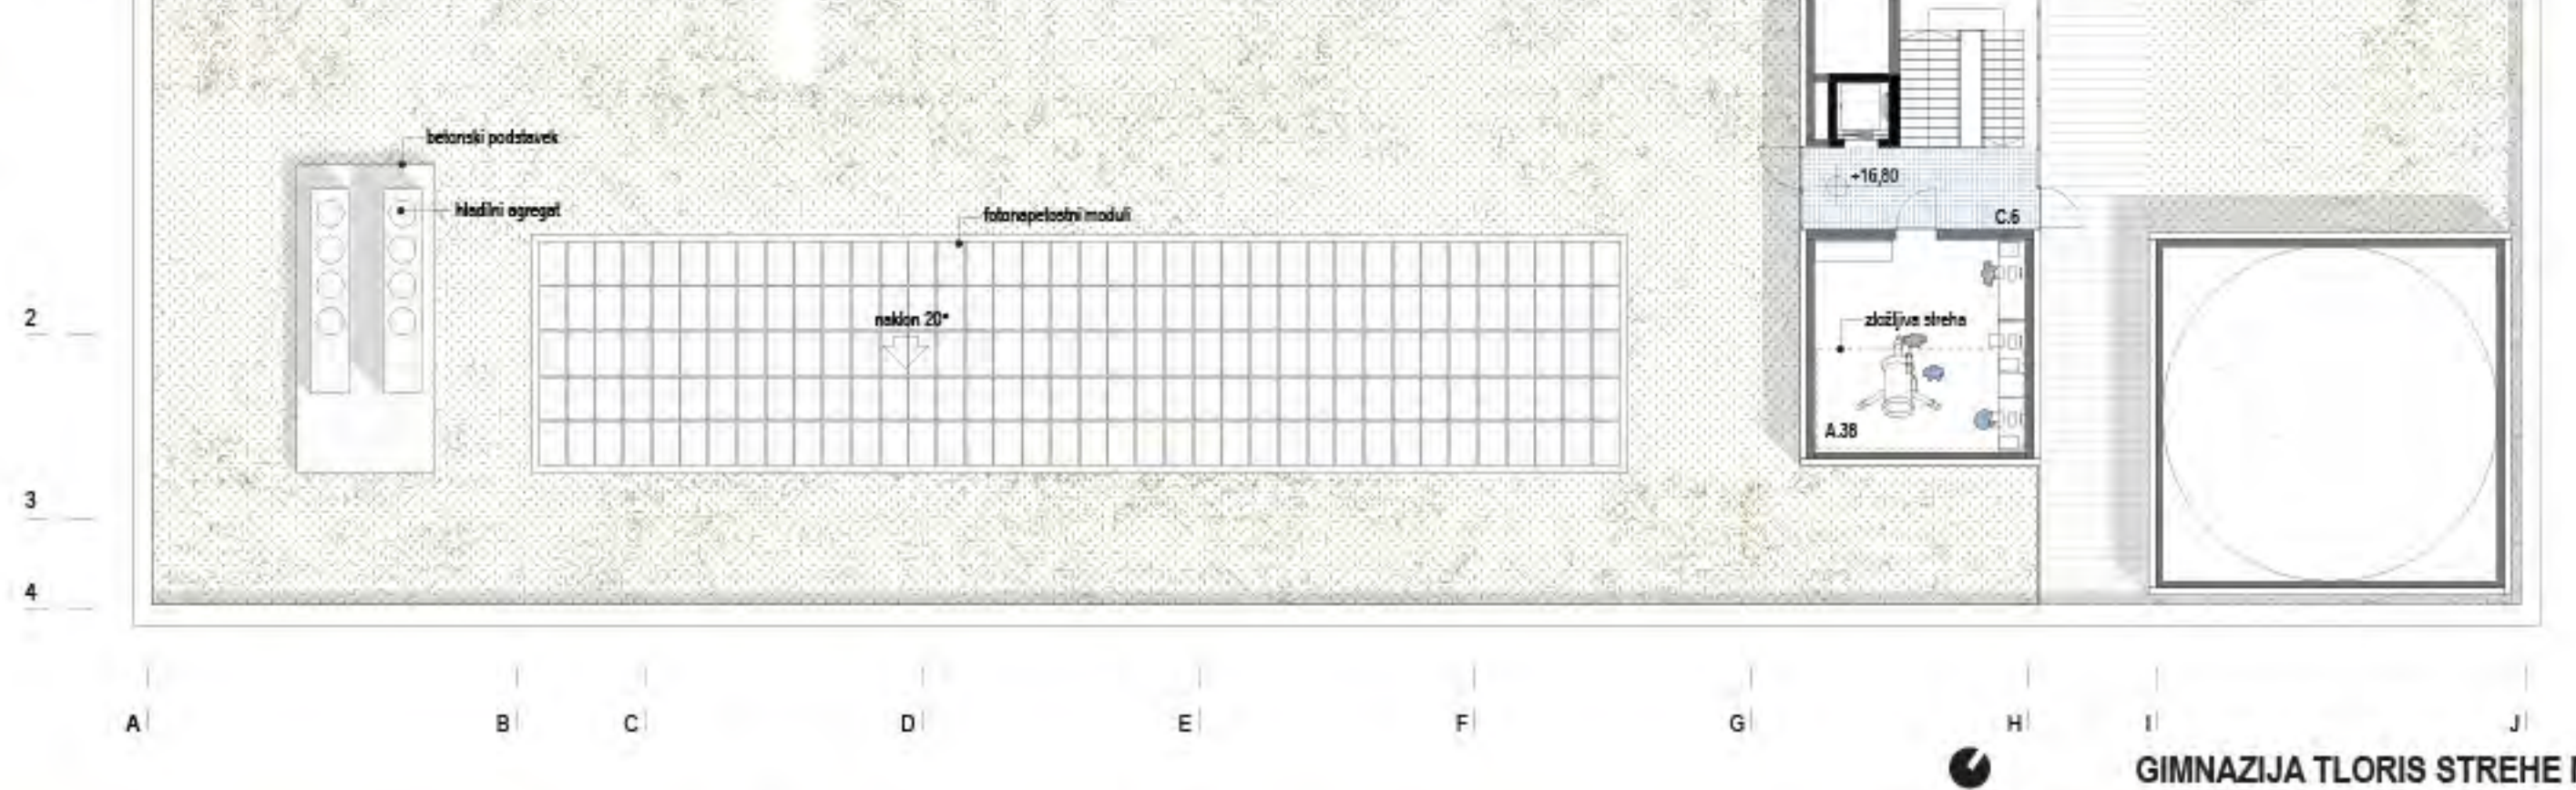 betonski podstavek
+16,80
hladilni agregat
fotonapetostni moduli
C.6
2
naklon 20°
zložljiva streha
A.38
3
4
A B C D E F G H I J
GIMNAZIJA TLORIS STREHE